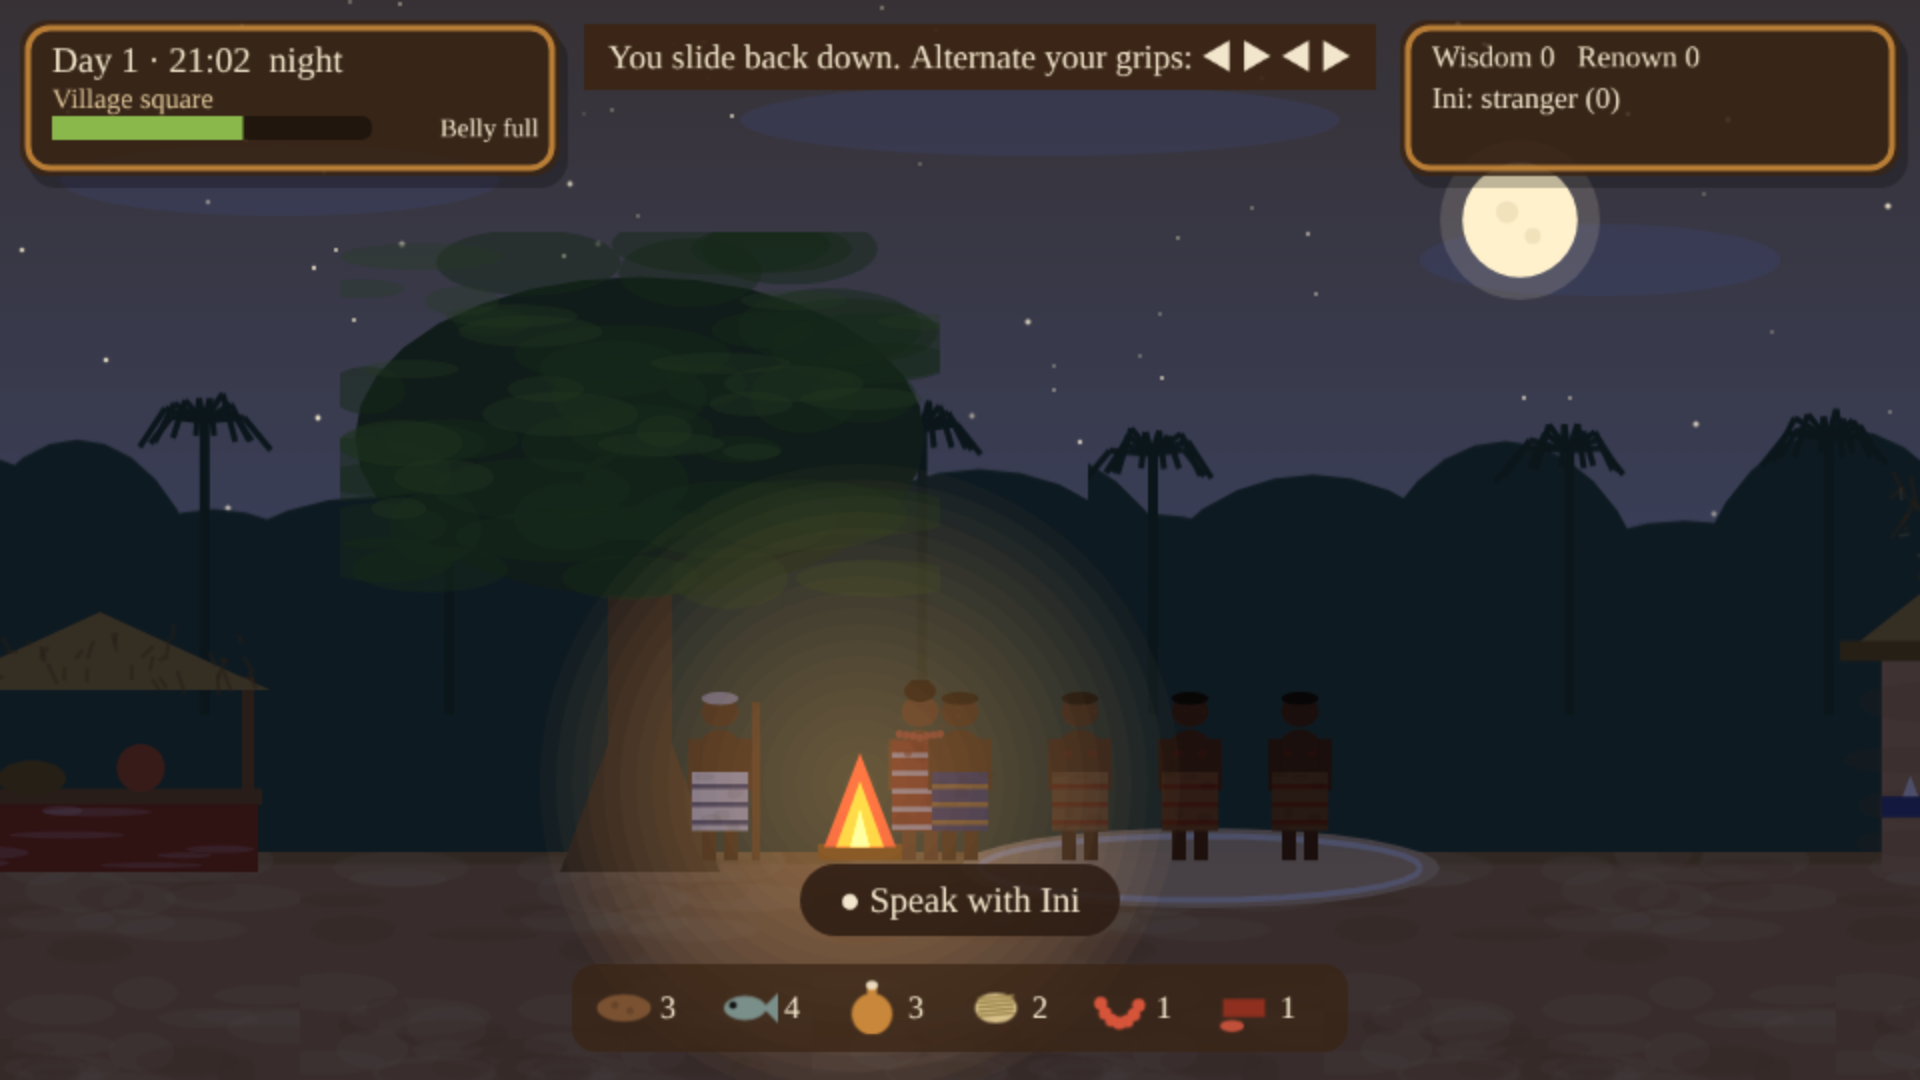 Day 1 · 21:02 night
Village square
Belly full
You slide back down. Alternate your grips: ◀ ▶ ◀ ▶
Wisdom 0 Renown 0
Ini: stranger (0)
Speak with Ini
3 4 3 2 1 1